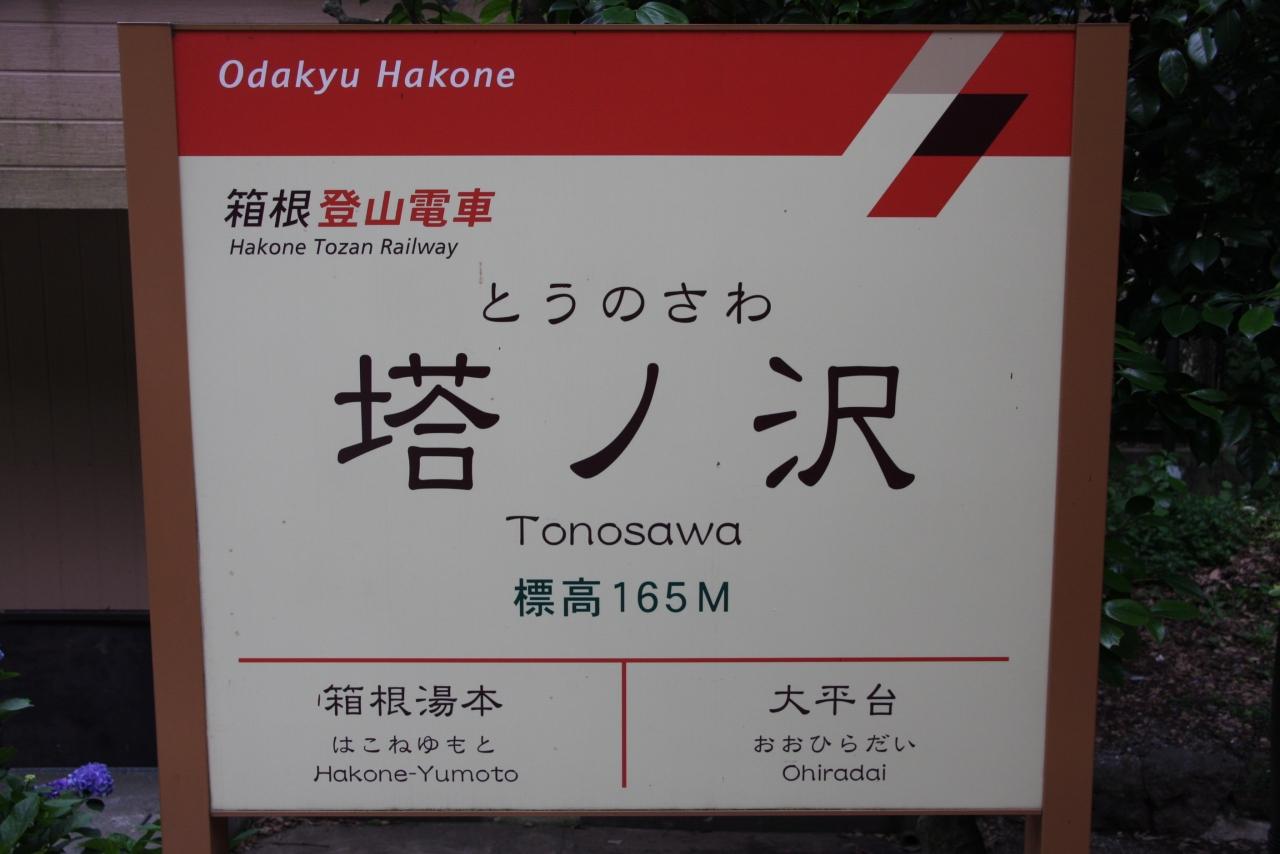 Odakyu Hakone
箱根登山電車
Hakone Tozan Railway
とうのさわ
塔ノ沢
Tonosawa
標高165M
箱根湯本
はこねゆもと
Hakone-Yumoto
大平台
おおひらだい
Ohiradai